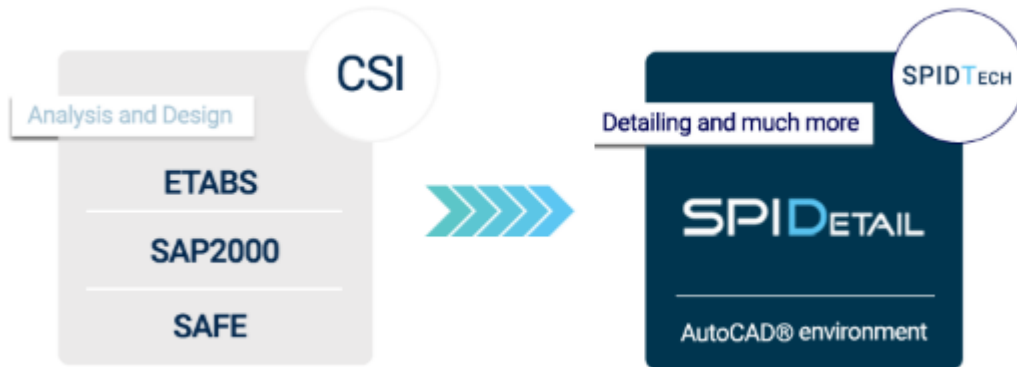 CSI
Analysis and Design
ETABS
SAP2000
SAFE
SPIDTECH
Detailing and much more
SPIDETAIL
AutoCAD® environment